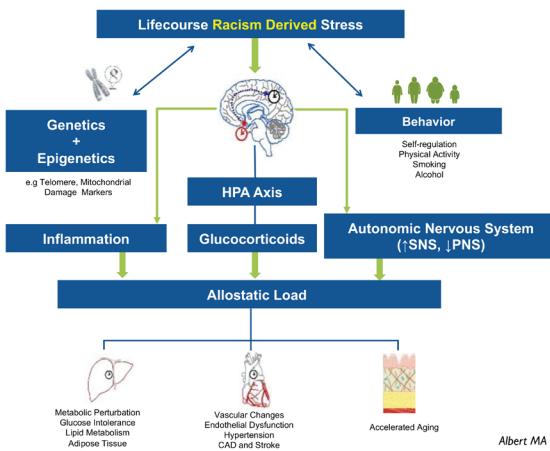 Lifecourse Racism Derived Stress
Genetics
+
Epigenetics
e.g Telomere, Mitochondrial
Damage Markers
Behavior
Self-regulation
Physical Activity
Smoking
Alcohol
HPA Axis
Inflammation
Glucocorticoids
Autonomic Nervous System
(↑SNS, ↓PNS)
Allostatic Load
Metabolic Perturbation
Glucose Intolerance
Lipid Metabolism
Adipose Tissue
Vascular Changes
Endothelial Dysfunction
Hypertension
CAD and Stroke
Accelerated Aging
Albert MA